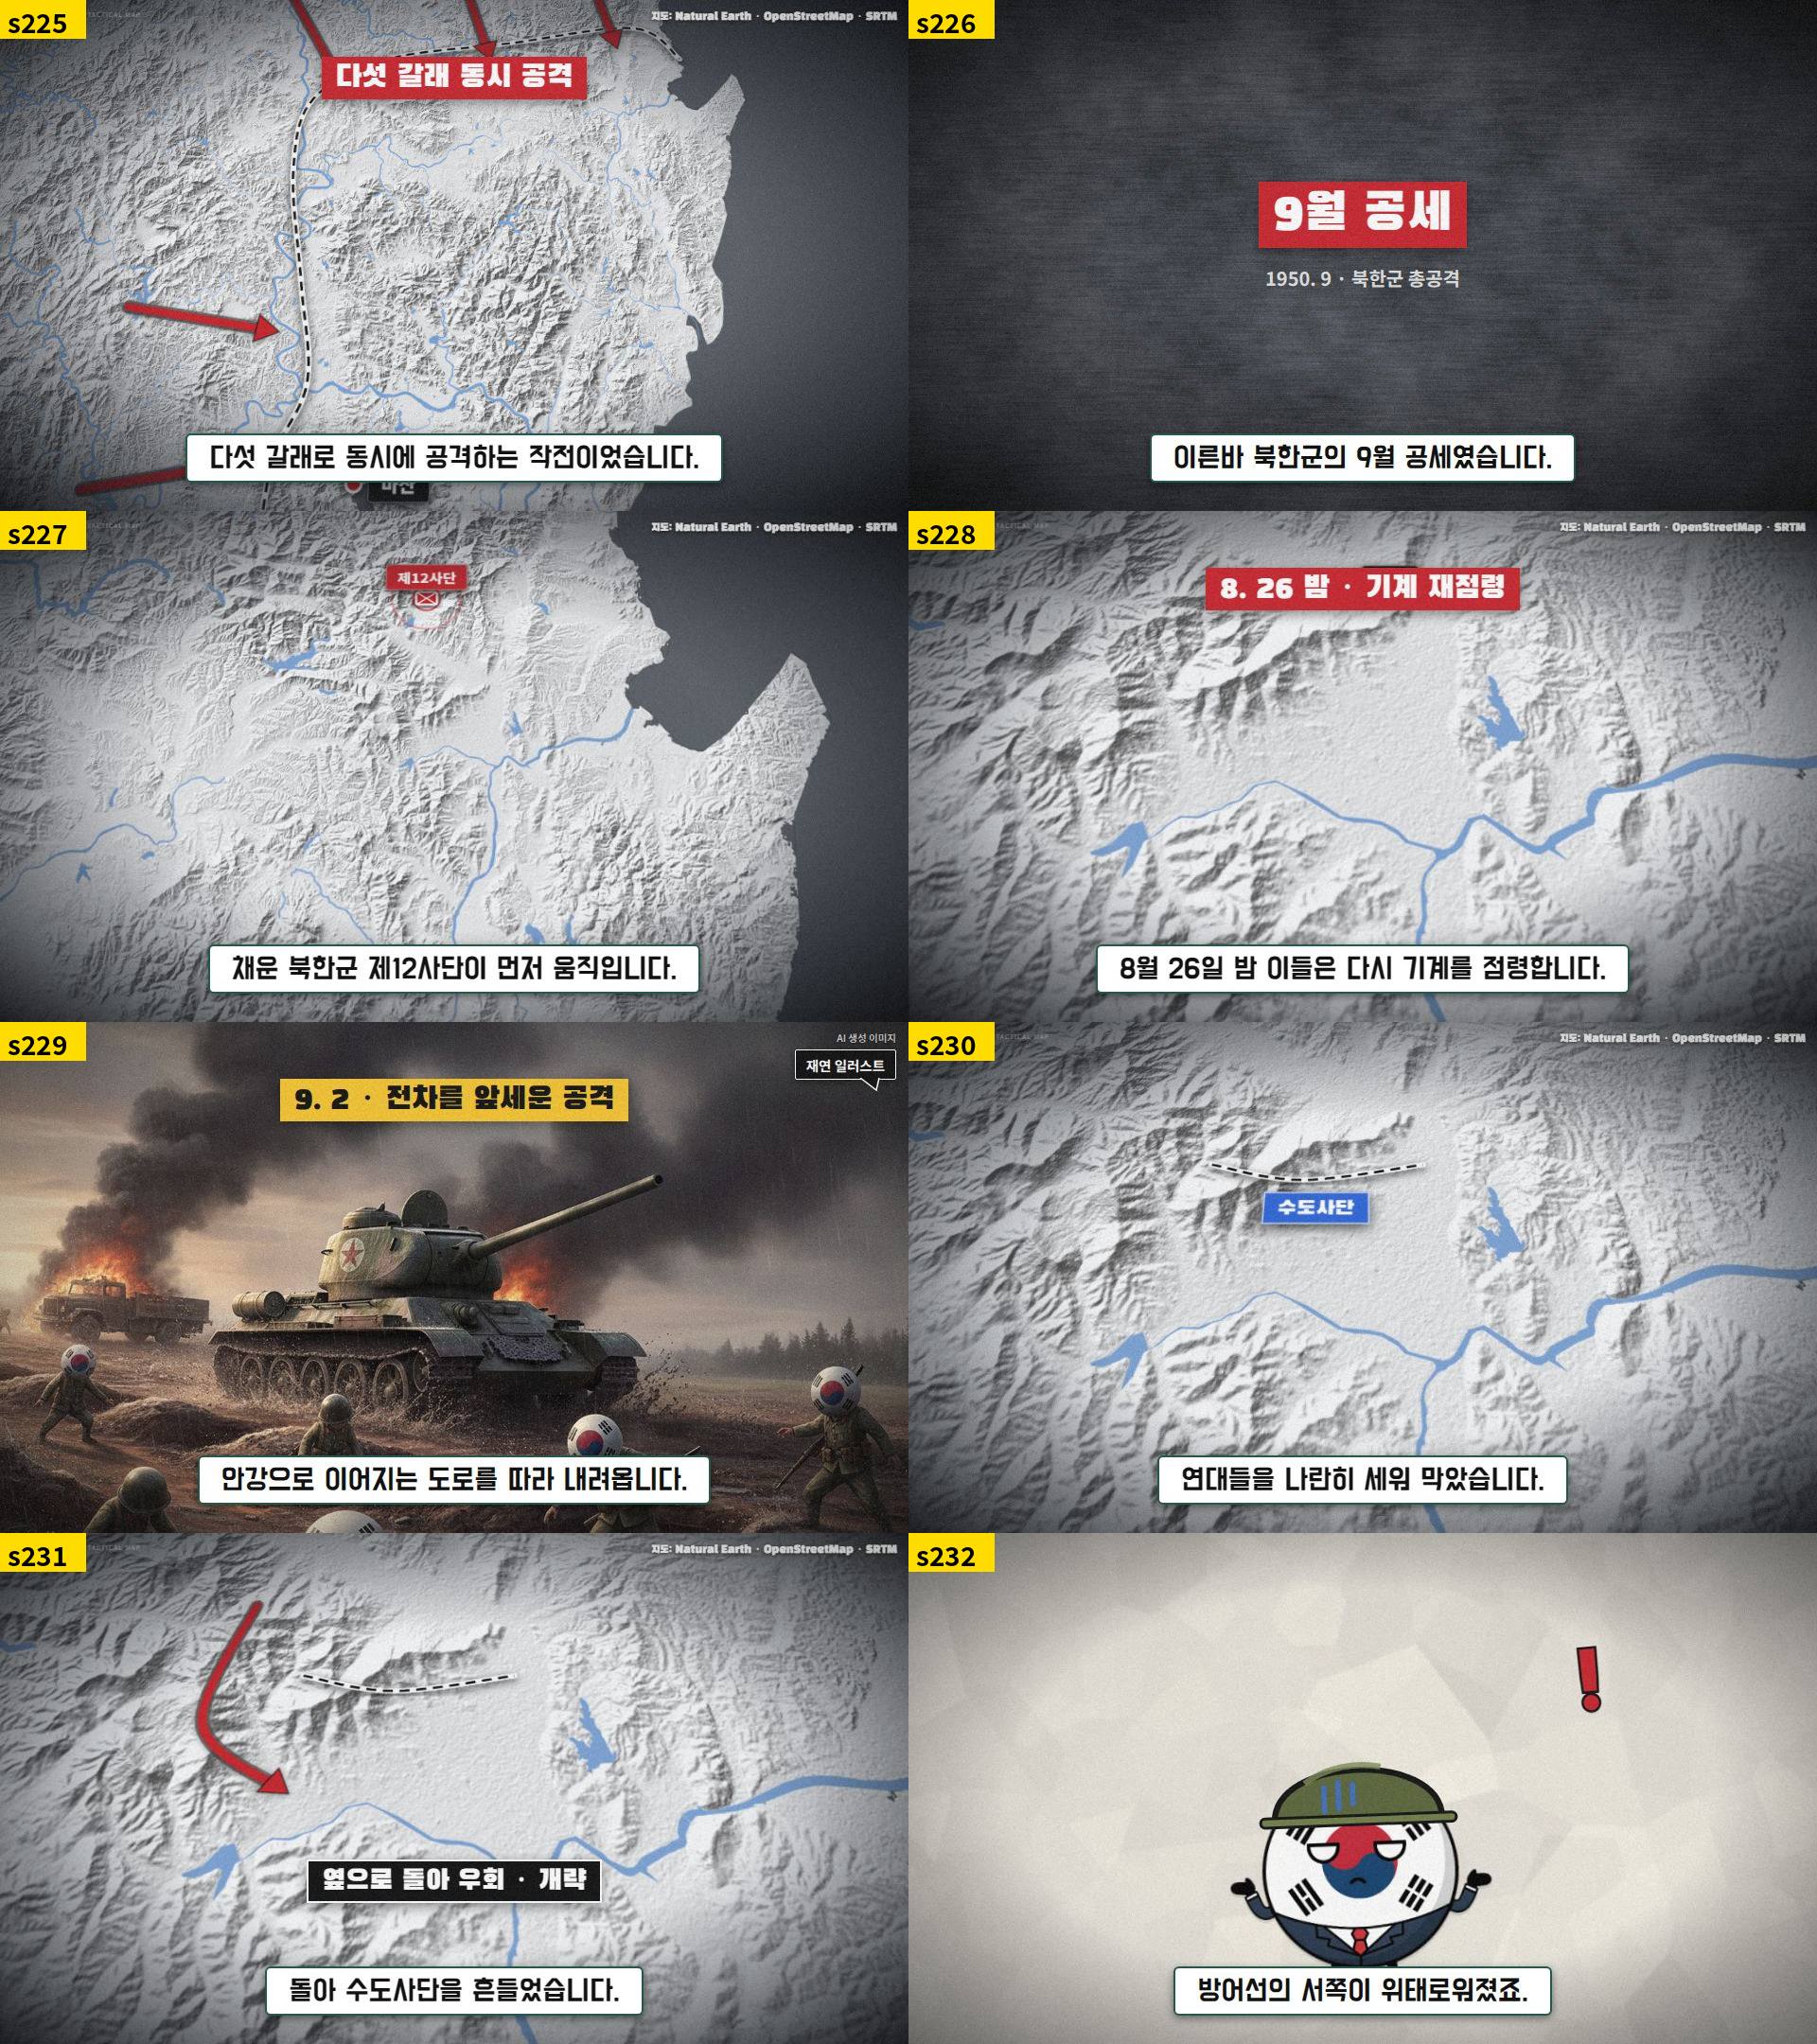 s225
TACTICAL MAP
지도: Natural Earth · OpenStreetMap · SRTM
다섯 갈래 동시 공격
다섯 갈래로 동시에 공격하는 작전이었습니다.
마산
s226
9월 공세
1950. 9 · 북한군 총공격
이른바 북한군의 9월 공세였습니다.
s227
TACTICAL MAP
지도: Natural Earth · OpenStreetMap · SRTM
제12사단
채운 북한군 제12사단이 먼저 움직입니다.
s228
TACTICAL MAP
지도: Natural Earth · OpenStreetMap · SRTM
8. 26 밤 · 기계 재점령
8월 26일 밤 이들은 다시 기계를 점령합니다.
s229
AI 생성 이미지
재연 일러스트
9. 2 · 전차를 앞세운 공격
안강으로 이어지는 도로를 따라 내려옵니다.
s230
TACTICAL MAP
지도: Natural Earth · OpenStreetMap · SRTM
수도사단
연대들을 나란히 세워 막았습니다.
s231
TACTICAL MAP
지도: Natural Earth · OpenStreetMap · SRTM
옆으로 돌아 우회 · 개략
돌아 수도사단을 흔들었습니다.
s232
방어선의 서쪽이 위태로워졌죠.